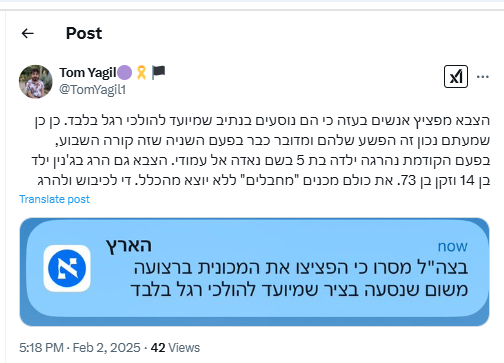 Post
Tom Yagil
@TomYagil1
הצבא מפציץ אנשים בעזה כי הם נוסעים בנתיב שמיועד להולכי רגל בלבד. כן כן
שמעתם נכון זה הפשע שלהם ומדובר כבר בפעם השניה שזה קורה השבוע,
בפעם הקודמת נהרגה ילדה בת 5 בשם נאדה אל עמודי. הצבא גם הרג בג'נין ילד
בן 14 וזקן בן 73. את כולם מכנים "מחבלים" ללא יוצא מהכלל. די לכיבוש ולהרג
Translate post
הארץ
now
בצה"ל מסרו כי הפציצו את המכונית ברצועה
משום שנסעה בציר שמיועד להולכי רגל בלבד
5:18 PM · Feb 2, 2025 · 42 Views